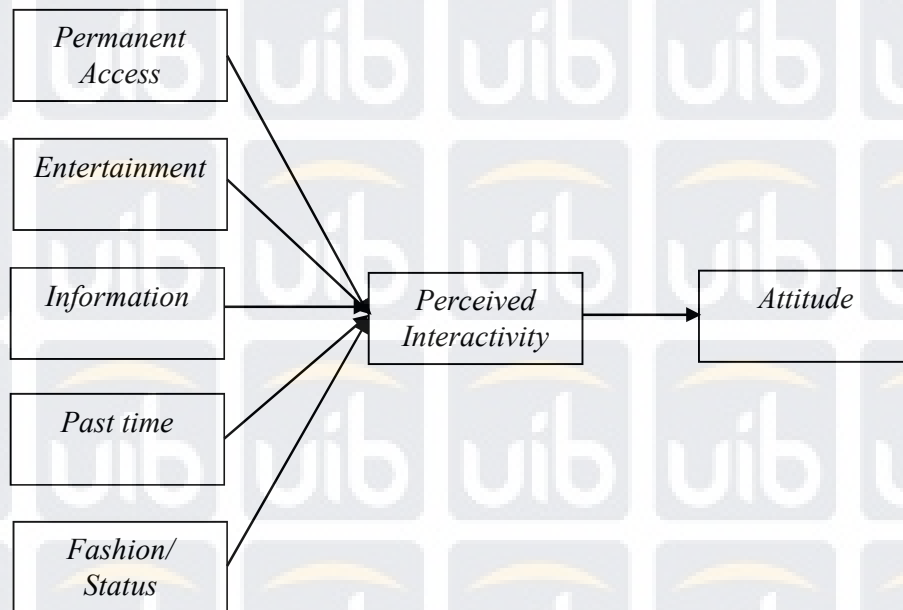 Permanent
Access
Entertainment
Information
Perceived
Interactivity
Attitude
Past time
Fashion/
Status
uib